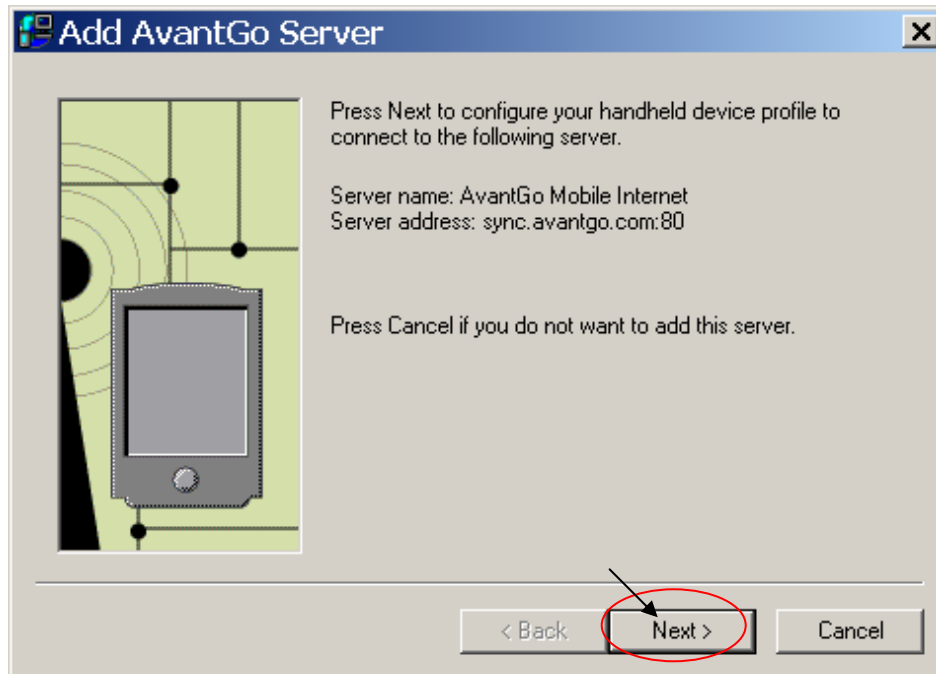 Add AvantGo Server
Press Next to configure your handheld device profile to
connect to the following server.
Server name: AvantGo Mobile Internet
Server address: sync.avantgo.com:80
Press Cancel if you do not want to add this server.
< Back Next > Cancel